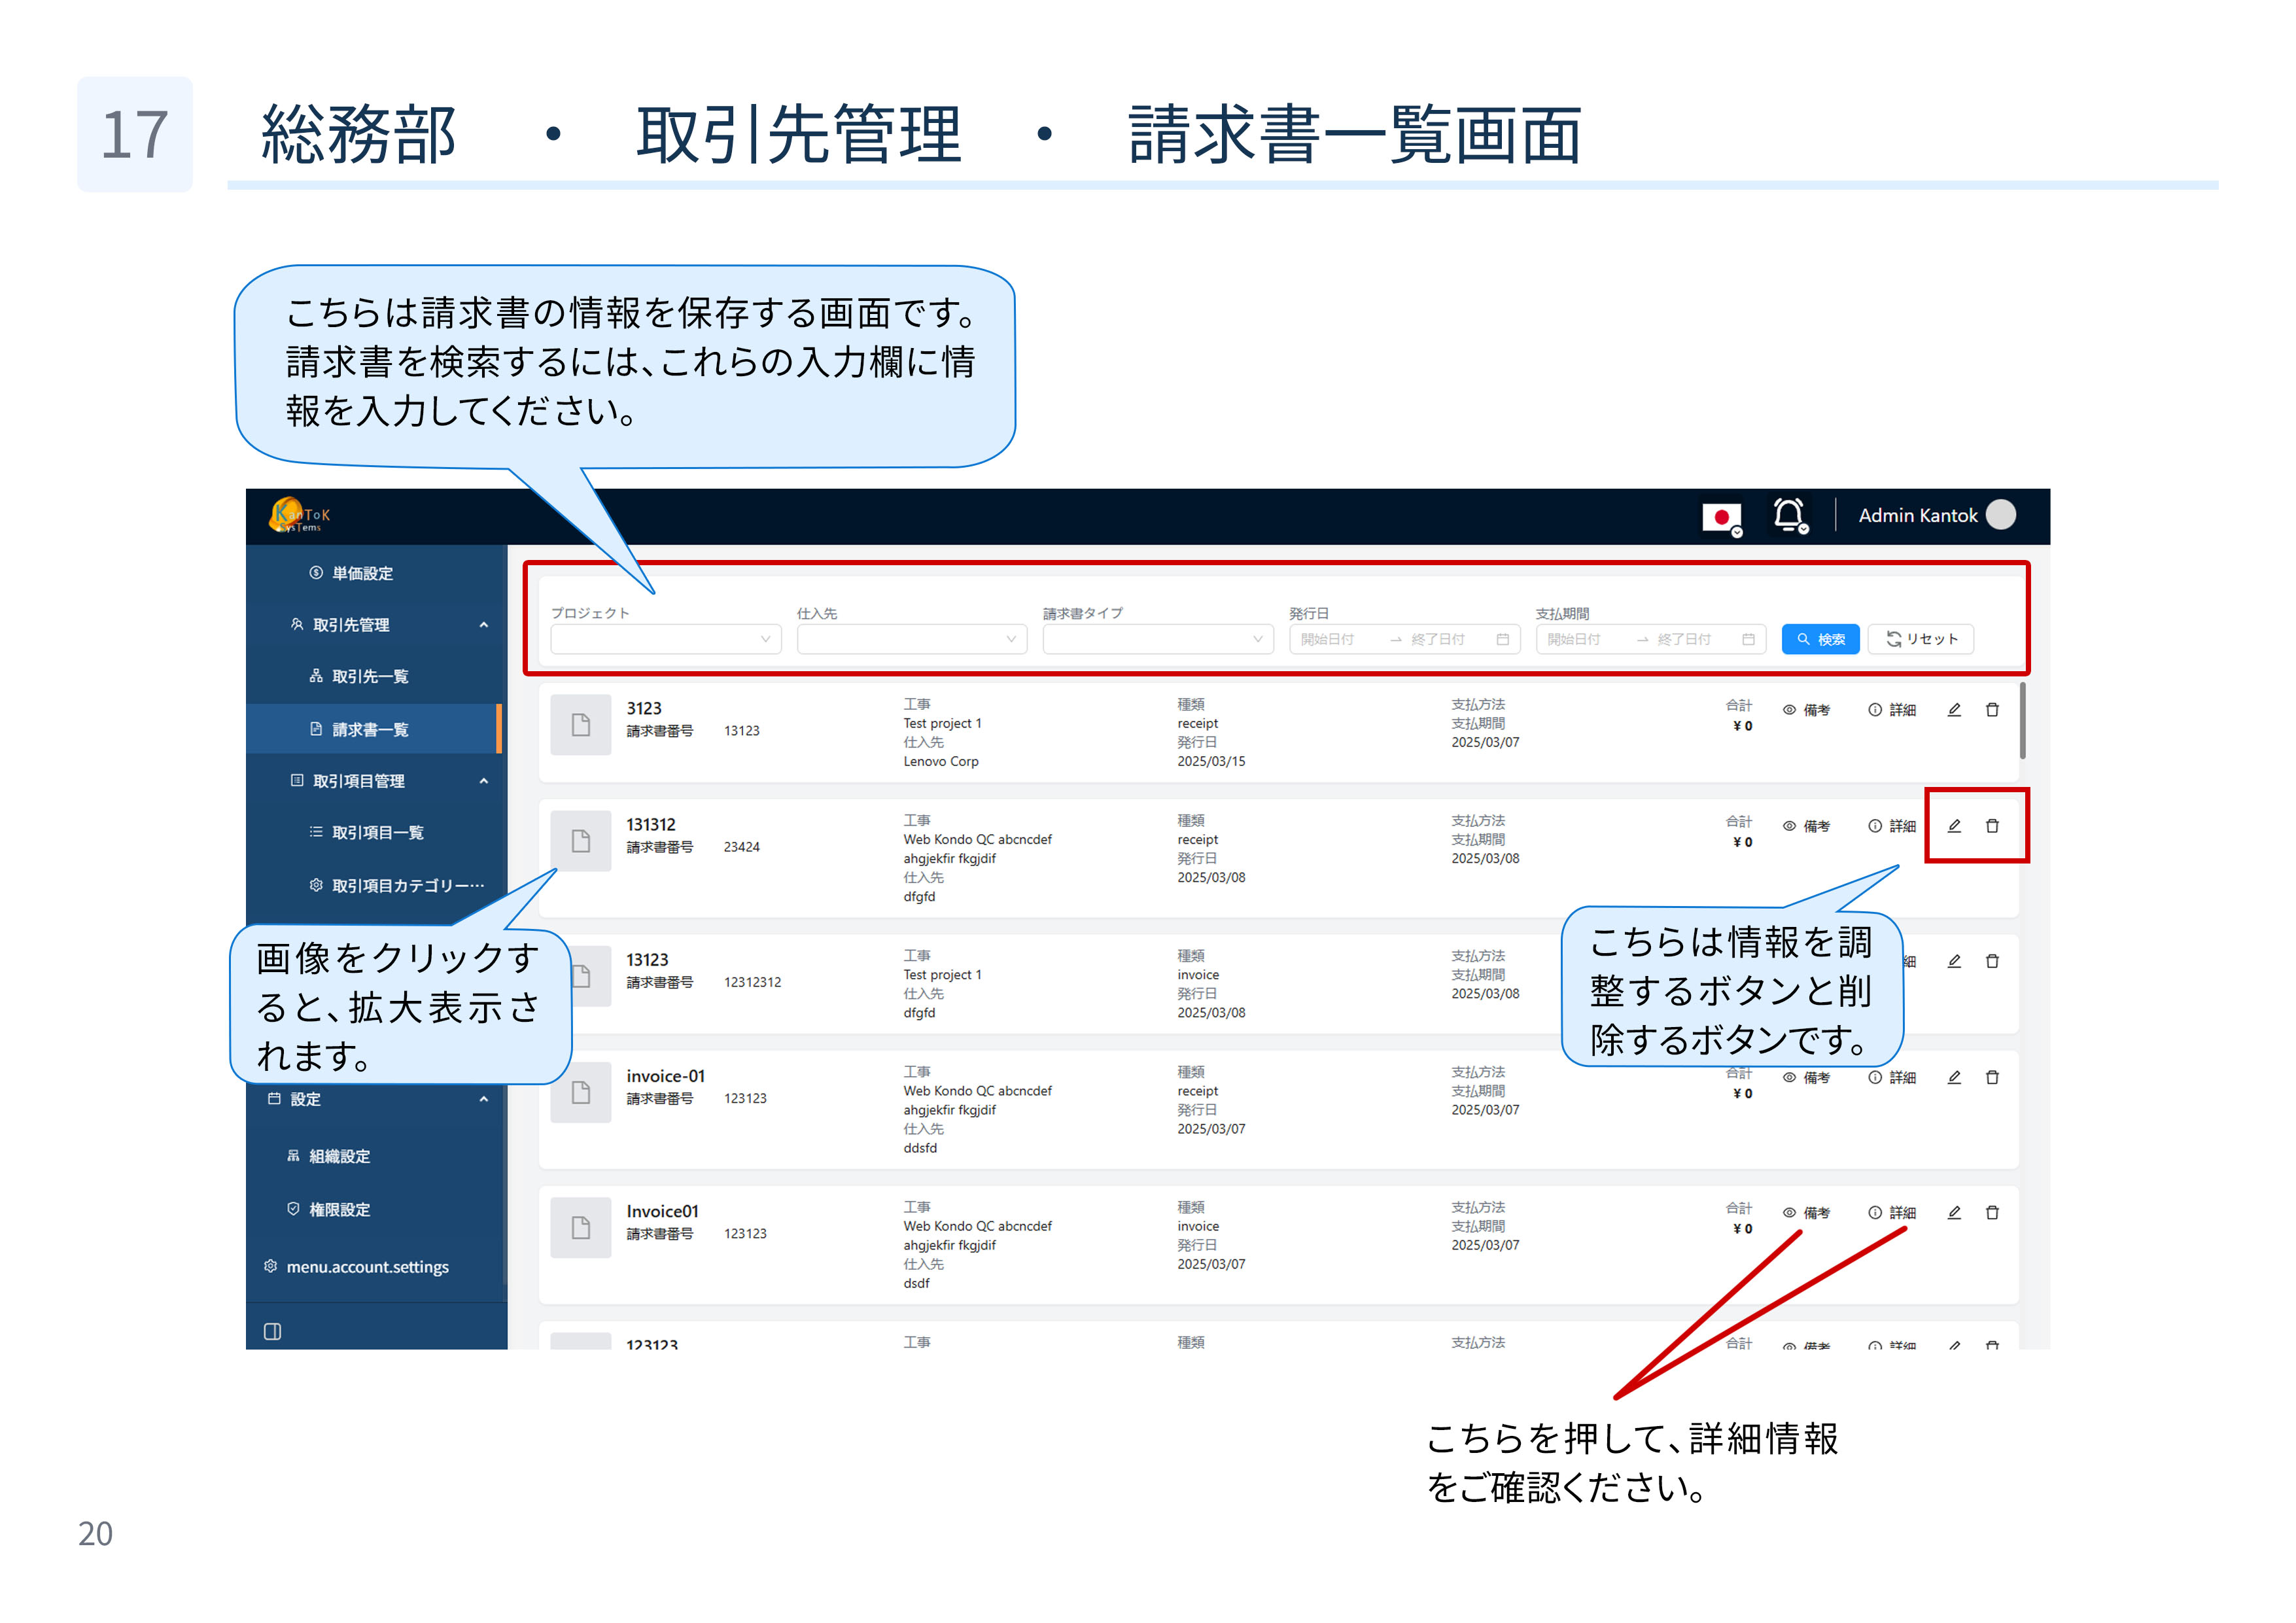 17
総務部 ・ 取引先管理 ・ 請求書一覧画面
こちらは請求書の情報を保存する画面です。
請求書を検索するには、これらの入力欄に情
報を入力してください。
KanToK
SysTems
Admin Kantok
単価設定
取引先管理
取引先一覧
請求書一覧
取引項目管理
取引項目一覧
取引項目カテゴリー…
設定
組織設定
権限設定
menu.account.settings
プロジェクト 仕入先 請求書タイプ 発行日 支払期間
開始日付 → 終了日付 開始日付 → 終了日付 検索 リセット
3123 工事 種類 支払方法 合計 備考 詳細
請求書番号 13123 Test project 1 receipt 支払期間 ¥ 0
仕入先 発行日 2025/03/07
Lenovo Corp 2025/03/15
131312 工事 種類 支払方法 合計 備考 詳細
請求書番号 23424 Web Kondo QC abcncdef receipt 支払期間 ¥ 0
ahgjekfir fkgjdif 発行日 2025/03/08
仕入先 2025/03/08
dfgfd
画像をクリックす
ると、拡大表示さ
れます。
こちらは情報を調
整するボタンと削
除するボタンです。
13123 工事 種類 支払方法 細
請求書番号 12312312 Test project 1 invoice 支払期間
仕入先 発行日 2025/03/08
dfgfd 2025/03/08
invoice-01 工事 種類 支払方法 合計 備考 詳細
請求書番号 123123 Web Kondo QC abcncdef receipt 支払期間 ¥ 0
ahgjekfir fkgjdif 発行日 2025/03/07
仕入先 2025/03/07
ddsfd
Invoice01 工事 種類 支払方法 合計 備考 詳細
請求書番号 123123 Web Kondo QC abcncdef invoice 支払期間 ¥ 0
ahgjekfir fkgjdif 発行日 2025/03/07
仕入先 2025/03/07
dsdf
123123 工事 種類 支払方法 合計 備考 詳細
こちらを押して、詳細情報
をご確認ください。
20